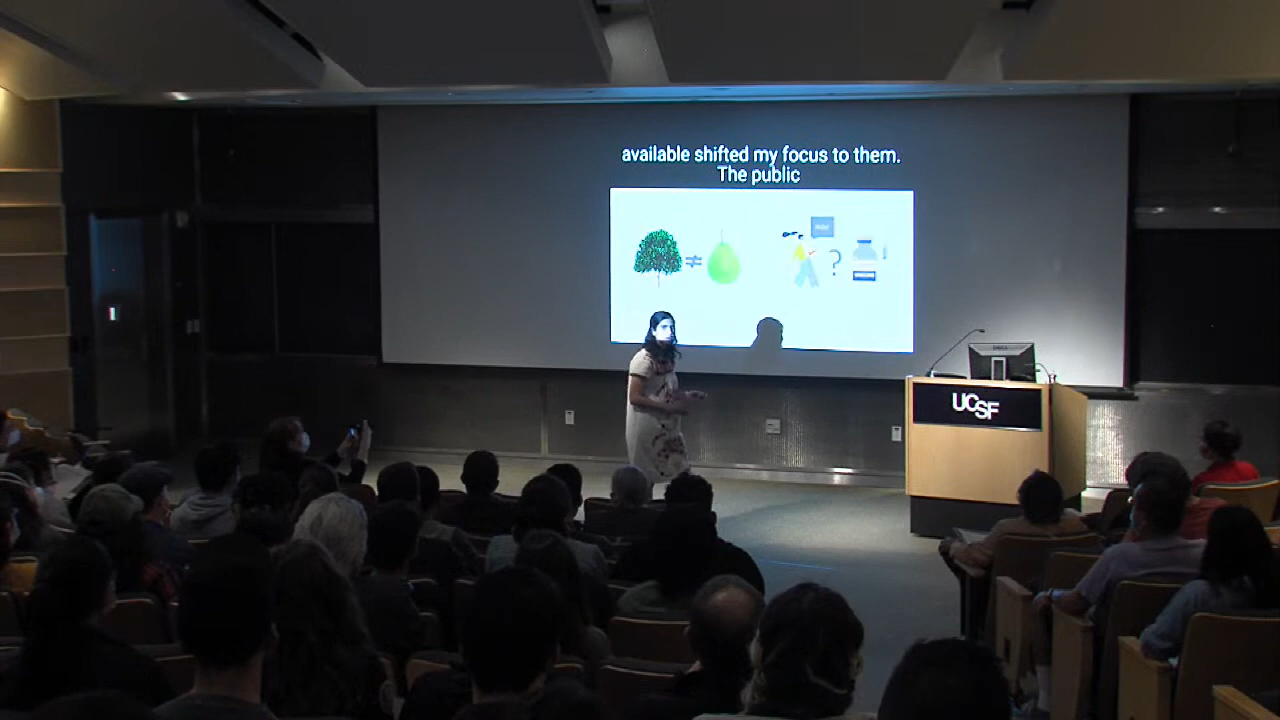 available shifted my focus to them.
The public
≠
?
UCSF